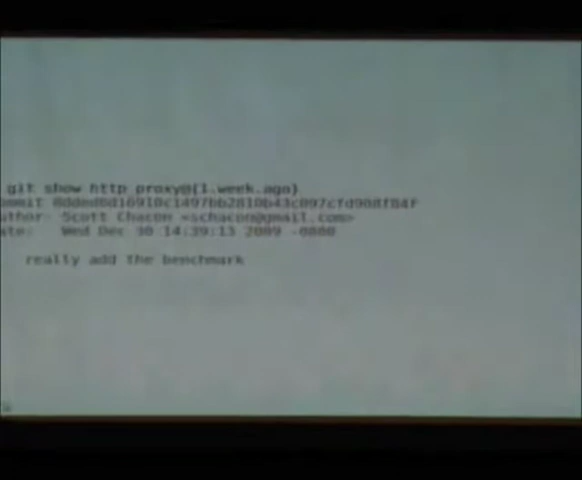 git show http_proxy@{1.week.ago}
ommit
uthor: Scott Chacon <schacon@gmail.com>
ate: Wed Dec 30 14:39:13 2009 -0800
really add the benchmark